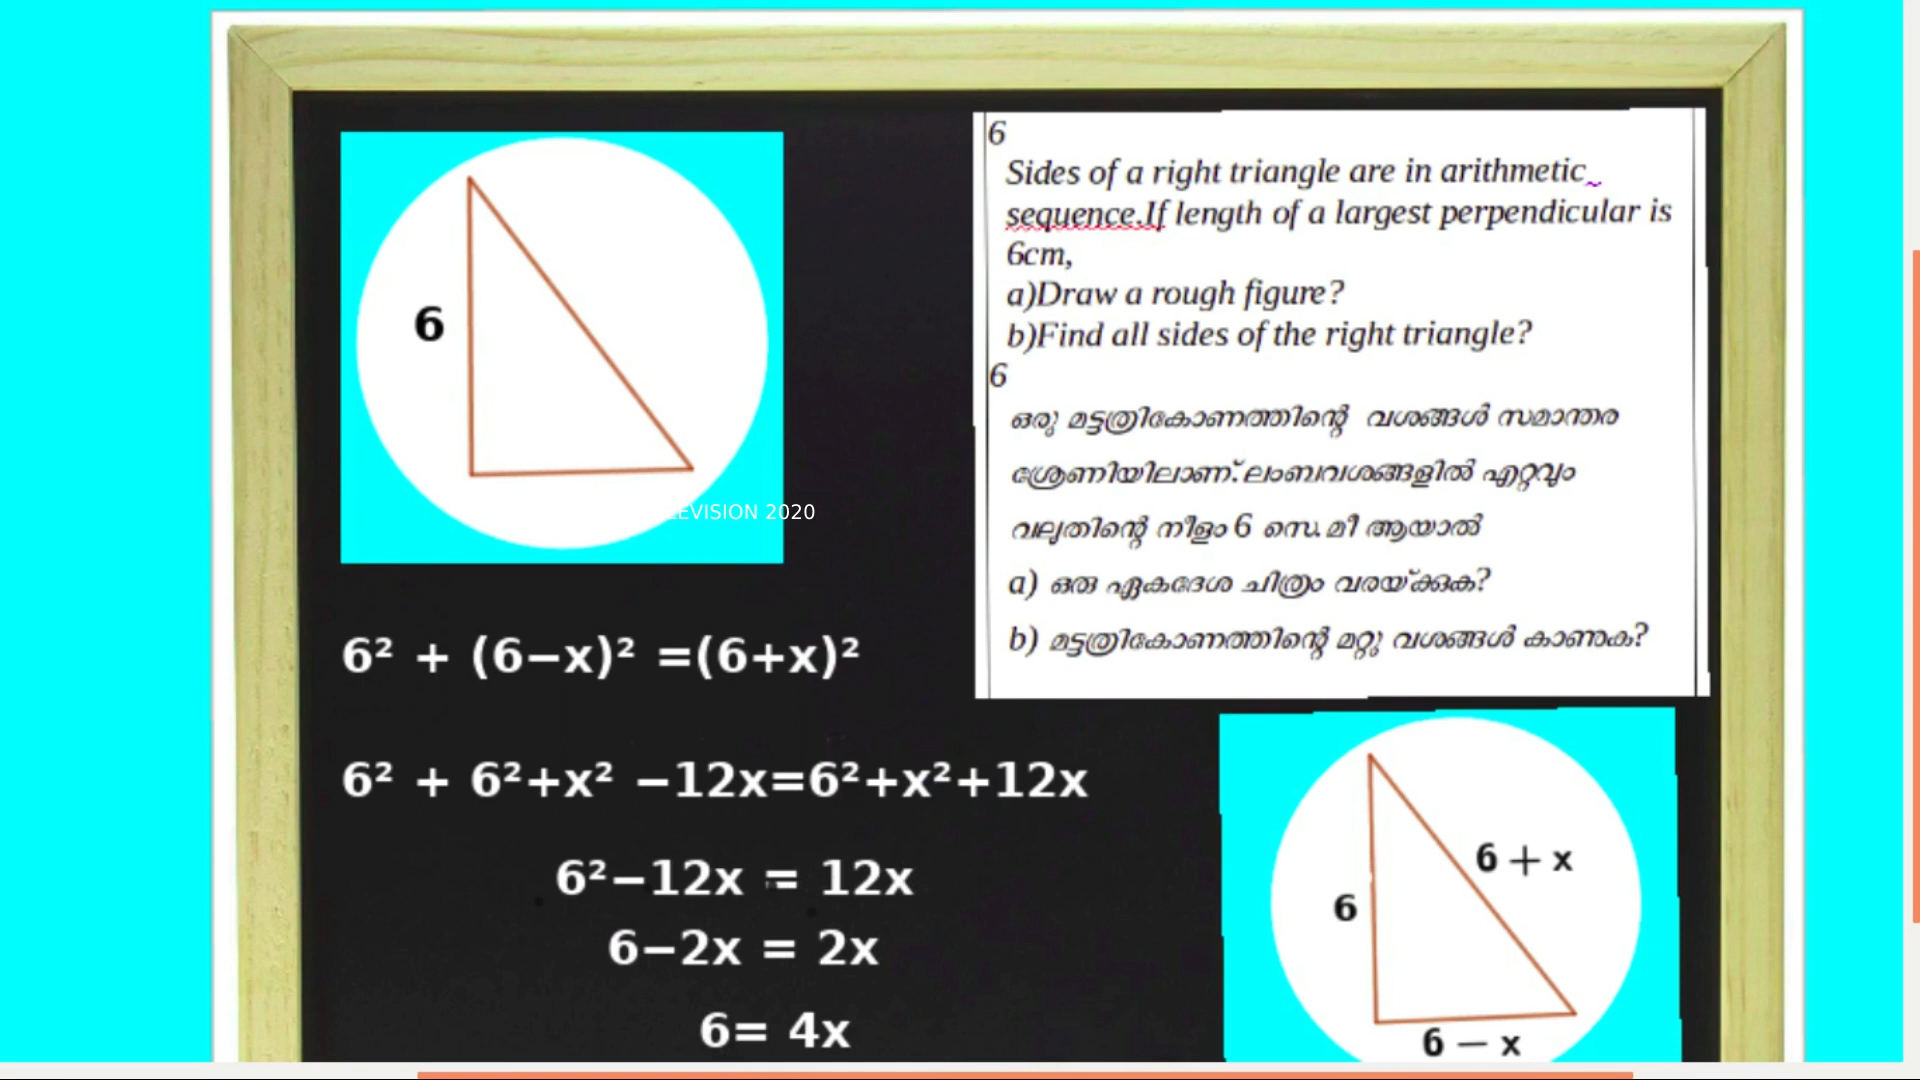 6
Sides of a right triangle are in arithmetic
sequence.If length of a largest perpendicular is
6cm,
a)Draw a rough figure?
b)Find all sides of the right triangle?
6
ഒരു മട്ടത്രികോണത്തിന്റെ വശങ്ങൾ സമാന്തര
ശ്രേണിയിലാണ്.ലംബവശങ്ങളിൽ എറ്റവും
വലുതിന്റെ നീളം 6 സെ.മീ ആയാൽ
a) ഒരു ഏകദേശ ചിത്രം വരയ്ക്കുക?
b) മട്ടത്രികോണത്തിന്റെ മറ്റു വശങ്ങൾ കാണുക?
6
EVISION 2020
6² + (6−x)² =(6+x)²
6² + 6²+x² −12x=6²+x²+12x
6²−12x = 12x
6−2x = 2x
6= 4x
6 + x
6
6 − x